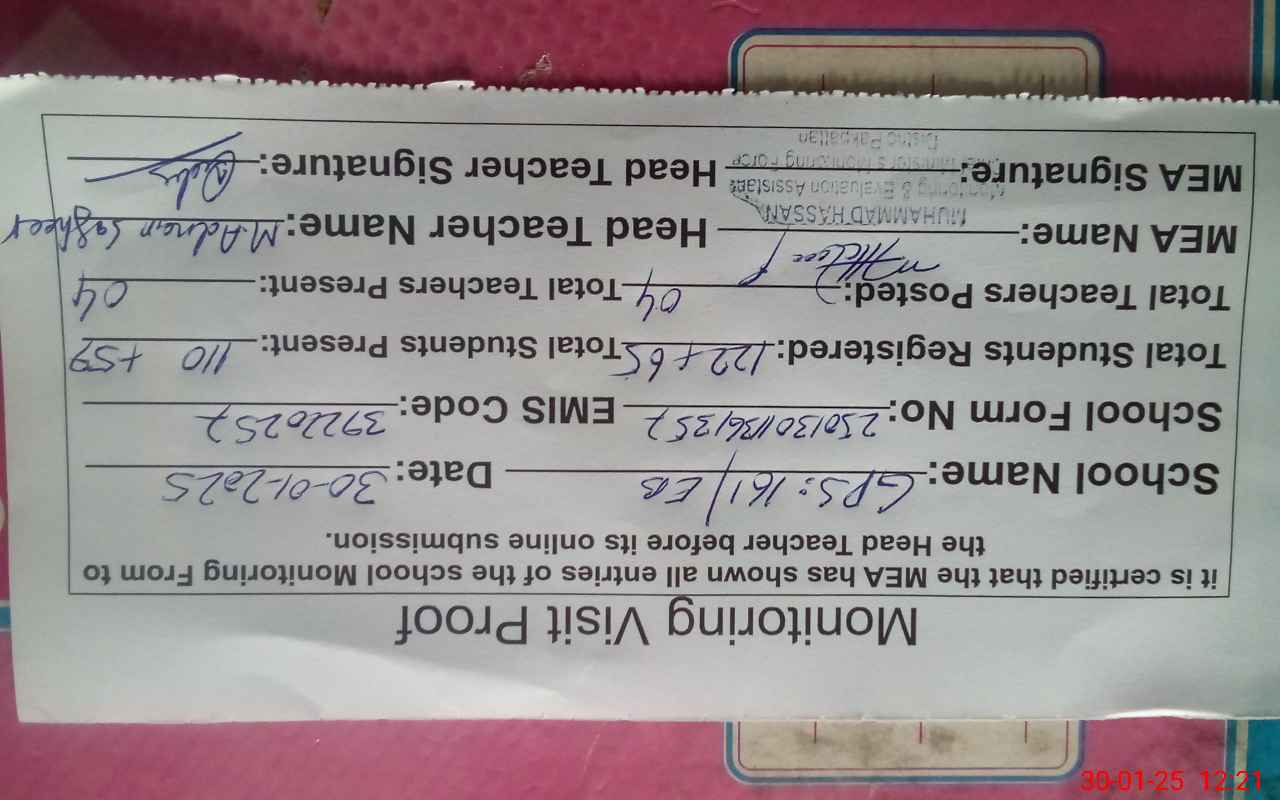 Monitoring Visit Proof
it is certified that the MEA has shown all entries of the school Monitoring From to
the Head Teacher before its online submission.
School Name: GPS: 161/EB Date: 30-01-2025
School Form No: EMIS Code: 39220257
Total Students Registered: 122+65 Total Students Present: 110 +59
Total Teachers Posted: 04 Total Teachers Present: 04
MEA Name: Head Teacher Name: M. Adnan Sagheer
MUHAMMAD HASSAN
Monitoring & Evaluation Assistant
MEA Signature: Head Teacher Signature:
Chief Minister's Monitoring Force
Distric Pakpattan
30-01-25 12:21